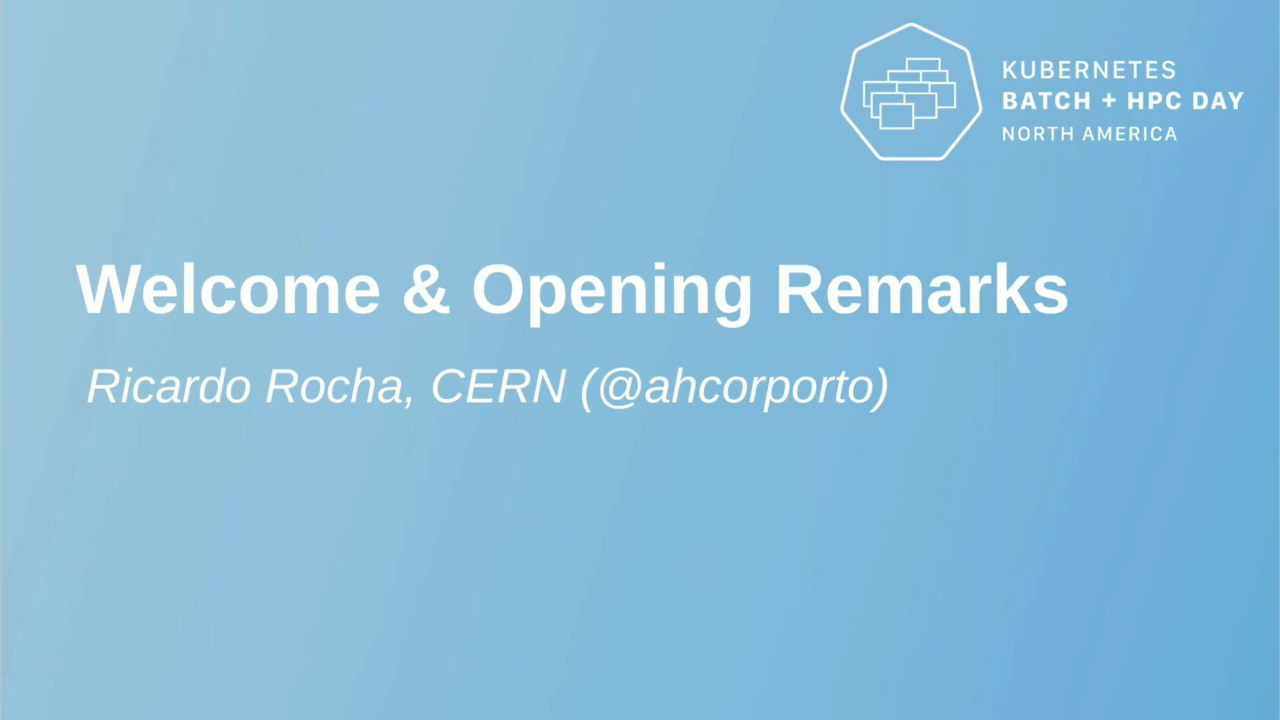 KUBERNETES
BATCH + HPC DAY
NORTH AMERICA
Welcome & Opening Remarks
Ricardo Rocha, CERN (@ahcorporto)